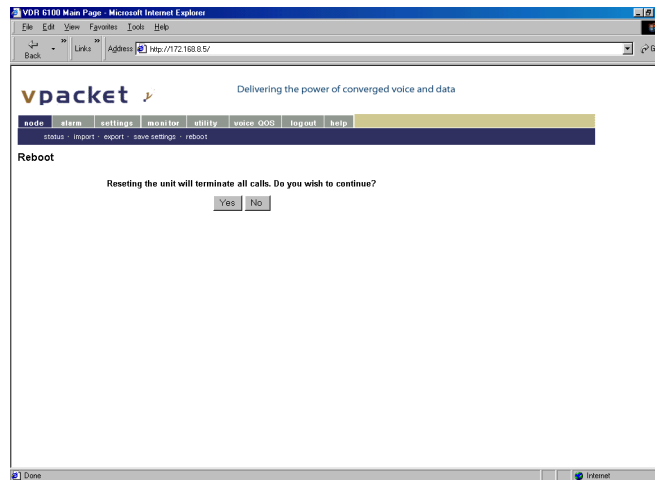 VDR 6100 Main Page - Microsoft Internet Explorer
File Edit View Favorites Tools Help
Back » Links » Address http://172.168.8.5/ G
vpacket
Delivering the power of converged voice and data
node alarm settings monitor utility voice QOS logout help
status · import · export · save settings · reboot
Reboot
Reseting the unit will terminate all calls. Do you wish to continue?
Yes No
Done Internet